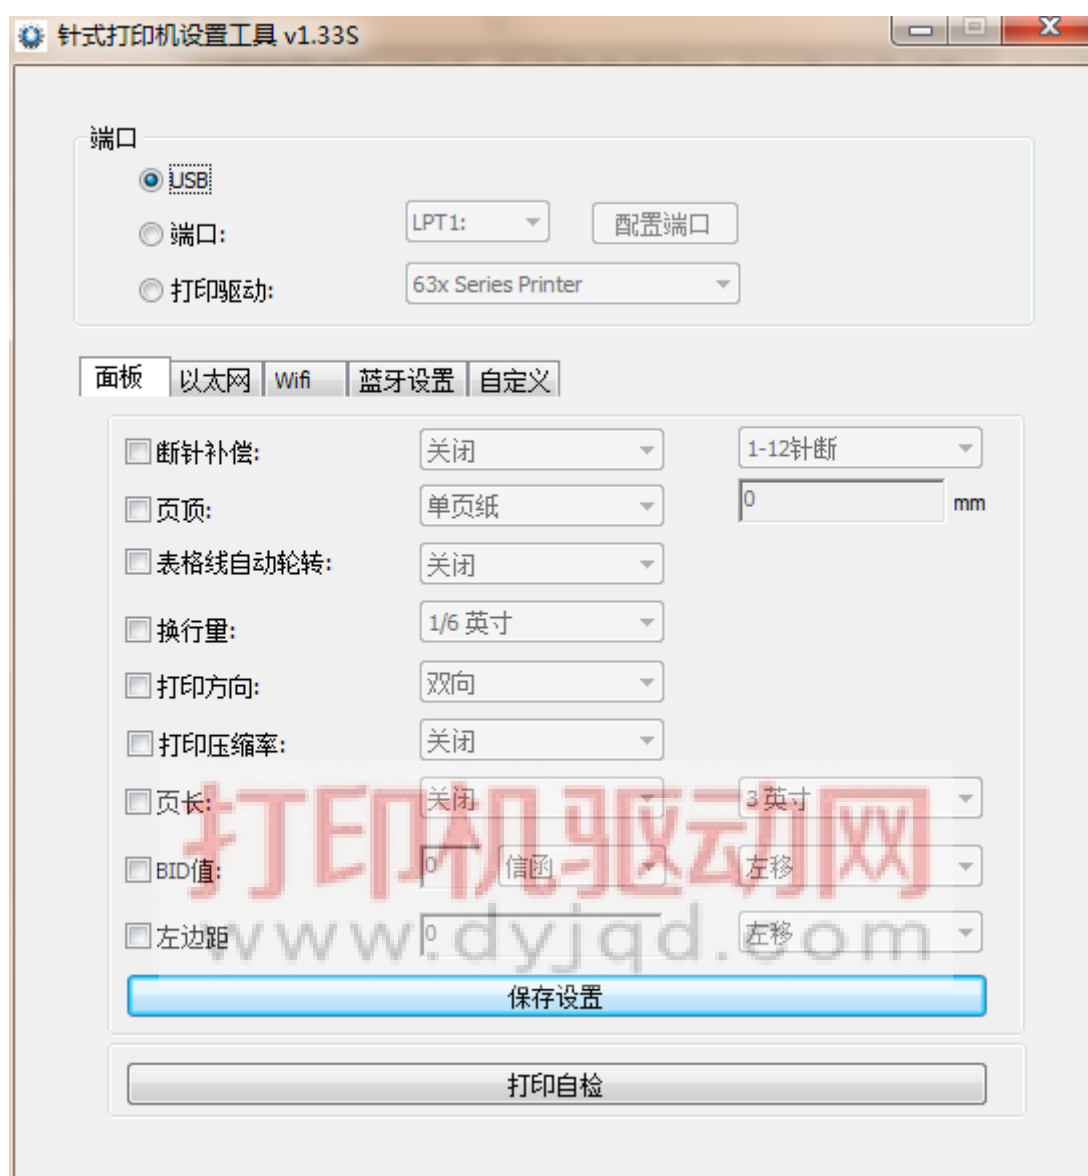 针式打印机设置工具 v1.33S
端口
USB
端口: LPT1: 配置端口
打印驱动: 63x Series Printer
面板 以太网 Wifi 蓝牙设置 自定义
断针补偿: 关闭 1-12针断
页顶: 单页纸 0 mm
表格线自动轮转: 关闭
换行量: 1/6 英寸
打印方向: 双向
打印压缩率: 关闭
页长: 关闭 3 英寸
打印机驱动网
BID值: 0 信函 左移
左边距 0 左移
www.dyjqd.com
保存设置
打印自检